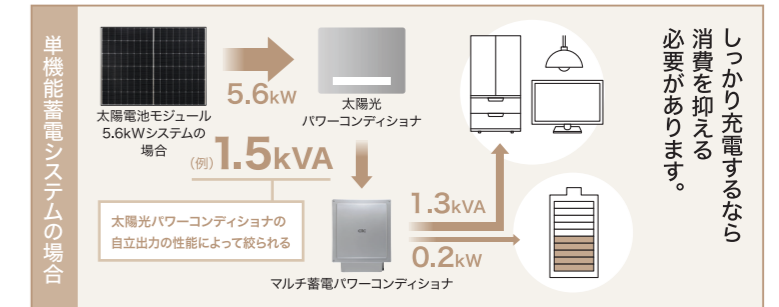 単機能蓄電システムの場合
太陽電池モジュール
5.6kWシステムの
場合
5.6kW
太陽光
パワーコンディショナ
(例)1.5kVA
太陽光パワーコンディショナの
自立出力の性能によって絞られる
マルチ蓄電パワーコンディショナ
1.3kVA
0.2kW
しっかり充電するなら
消費を抑える
必要があります。